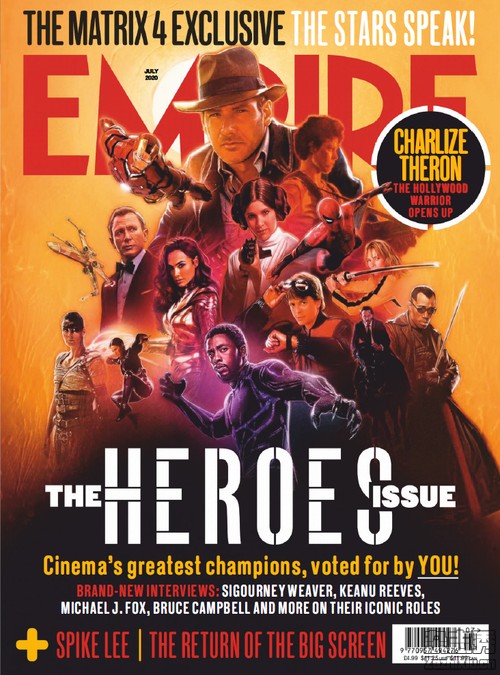 THE MATRIX 4 EXCLUSIVE THE STARS SPEAK!
EMPIRE
JULY
2020
CHARLIZE
THERON
THE HOLLYWOOD
WARRIOR
OPENS UP
THE HEROES ISSUE
Cinema's greatest champions, voted for by YOU!
BRAND-NEW INTERVIEWS: SIGOURNEY WEAVER, KEANU REEVES,
MICHAEL J. FOX, BRUCE CAMPBELL AND MORE ON THEIR ICONIC ROLES
+ SPIKE LEE | THE RETURN OF THE BIG SCREEN